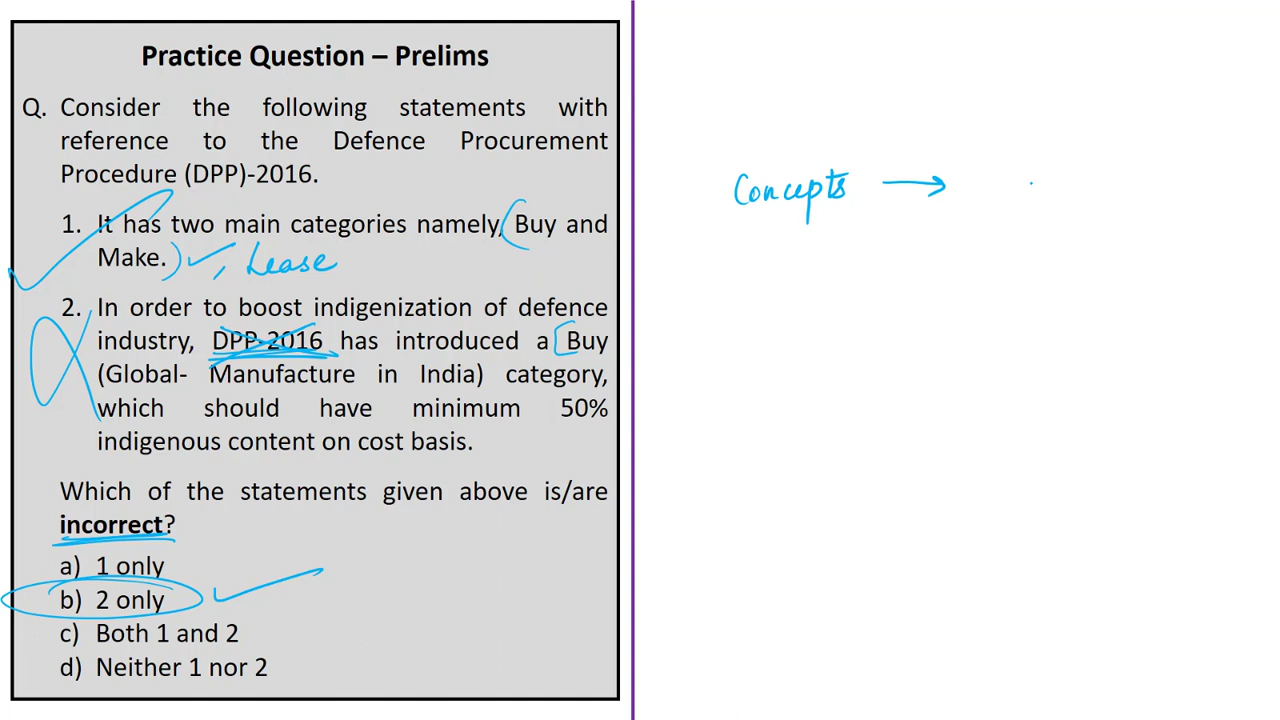 Practice Question – Prelims
Q. Consider the following statements with
reference to the Defence Procurement
Procedure (DPP)-2016.
1. It has two main categories namely, Buy and
Make. , Lease
2. In order to boost indigenization of defence
industry, DPP-2016 has introduced a Buy
(Global- Manufacture in India) category,
which should have minimum 50%
indigenous content on cost basis.
Which of the statements given above is/are
incorrect?
a) 1 only
b) 2 only
c) Both 1 and 2
d) Neither 1 nor 2
Concepts →